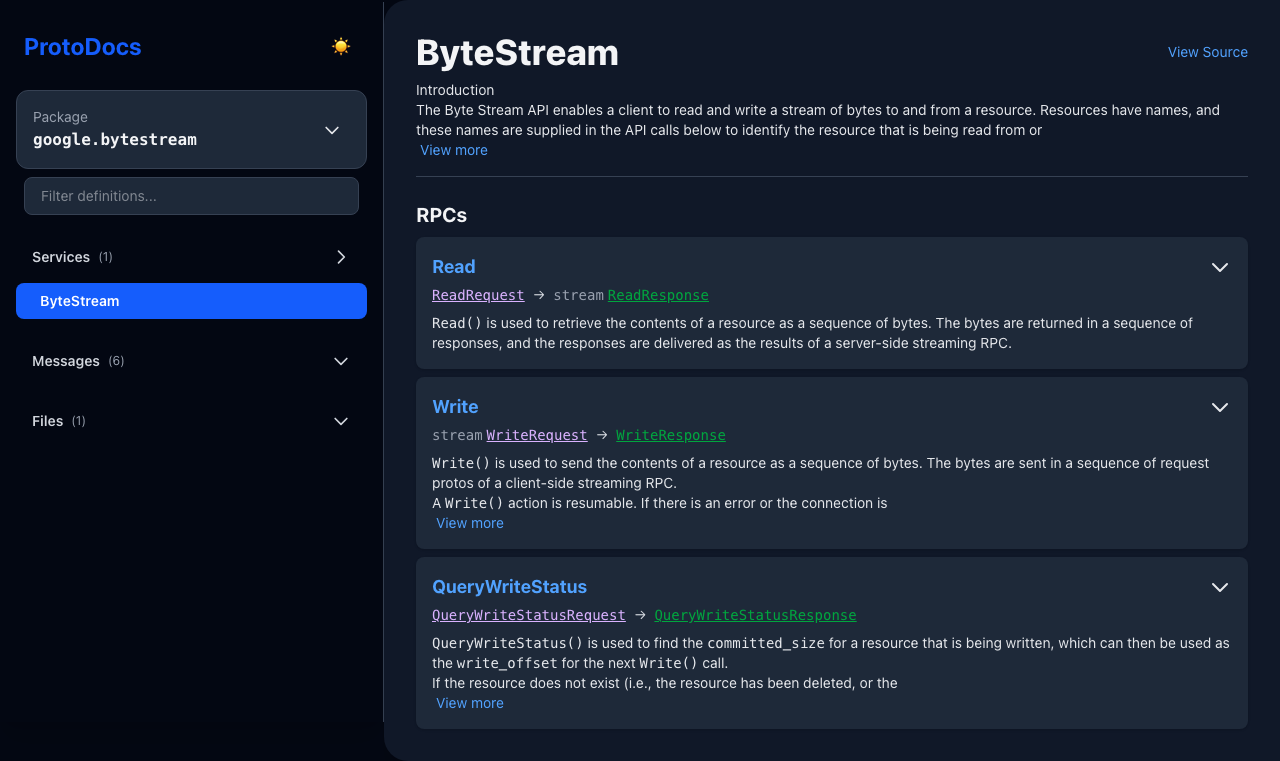 ProtoDocs
Package
google.bytestream
Filter definitions...
Services (1)
ByteStream
Messages (6)
Files (1)
ByteStream
View Source
Introduction
The Byte Stream API enables a client to read and write a stream of bytes to and from a resource. Resources have names, and
these names are supplied in the API calls below to identify the resource that is being read from or
View more
RPCs
Read
ReadRequest → stream ReadResponse
Read() is used to retrieve the contents of a resource as a sequence of bytes. The bytes are returned in a sequence of
responses, and the responses are delivered as the results of a server-side streaming RPC.
Write
stream WriteRequest → WriteResponse
Write() is used to send the contents of a resource as a sequence of bytes. The bytes are sent in a sequence of request
protos of a client-side streaming RPC.
A Write() action is resumable. If there is an error or the connection is
View more
QueryWriteStatus
QueryWriteStatusRequest → QueryWriteStatusResponse
QueryWriteStatus() is used to find the committed_size for a resource that is being written, which can then be used as
the write_offset for the next Write() call.
If the resource does not exist (i.e., the resource has been deleted, or the
View more